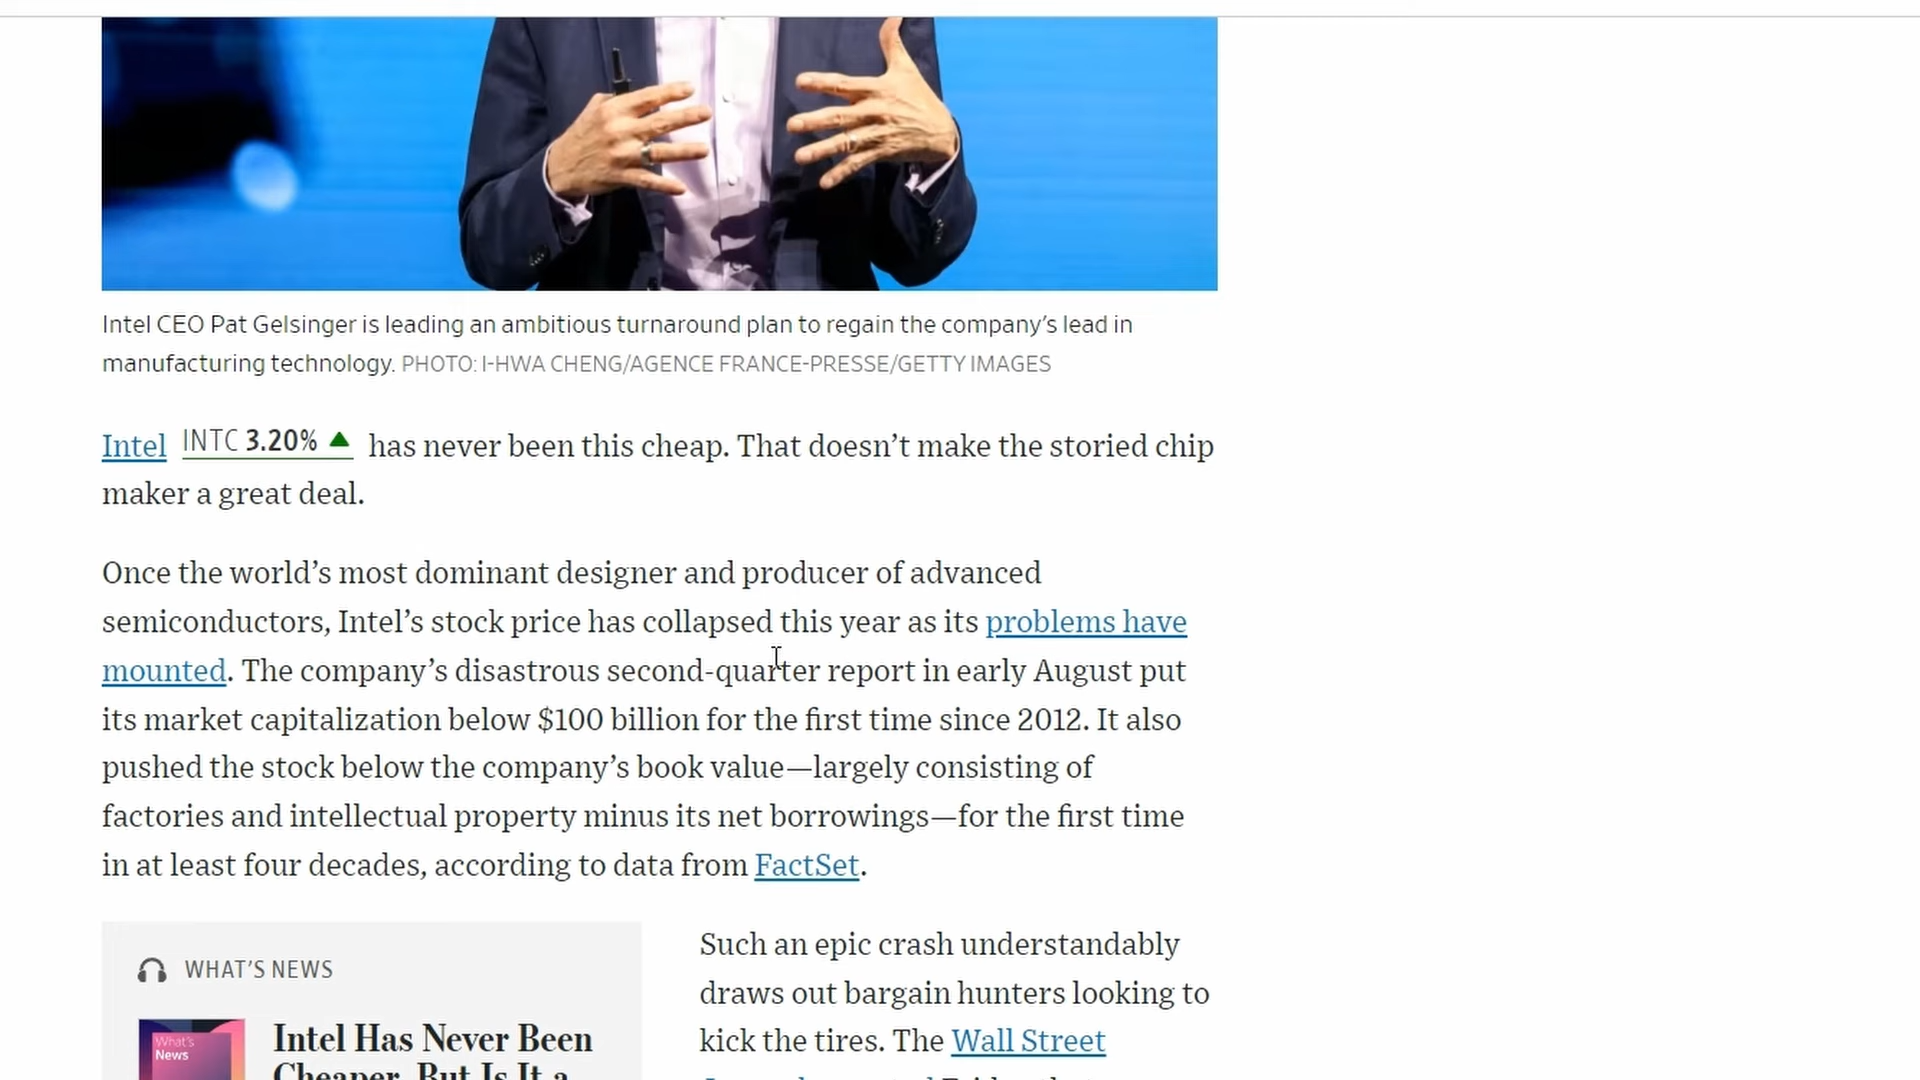 Intel CEO Pat Gelsinger is leading an ambitious turnaround plan to regain the company’s lead in
manufacturing technology. PHOTO: I-HWA CHENG/AGENCE FRANCE-PRESSE/GETTY IMAGES
Intel INTC 3.20% ▲ has never been this cheap. That doesn’t make the storied chip
maker a great deal.
Once the world’s most dominant designer and producer of advanced
semiconductors, Intel’s stock price has collapsed this year as its problems have
mounted. The company’s disastrous second-quarter report in early August put
its market capitalization below $100 billion for the first time since 2012. It also
pushed the stock below the company’s book value—largely consisting of
factories and intellectual property minus its net borrowings—for the first time
in at least four decades, according to data from FactSet.
WHAT’S NEWS
What’s
News
Intel Has Never Been
Cheaper. But Is It a
Such an epic crash understandably
draws out bargain hunters looking to
kick the tires. The Wall Street